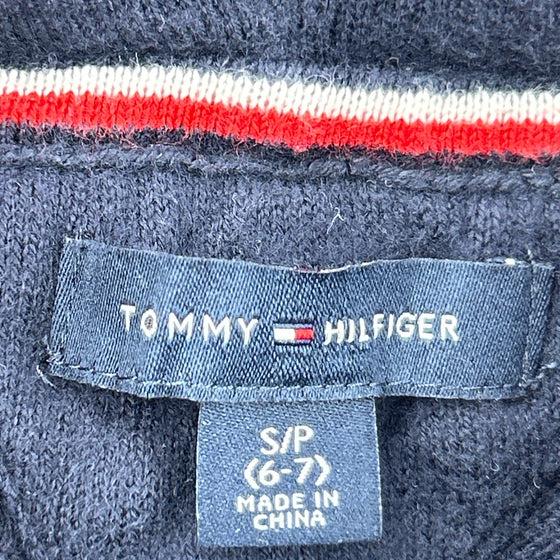 TOMMY HILFIGER
S/P
(6-7)
MADE IN
CHINA